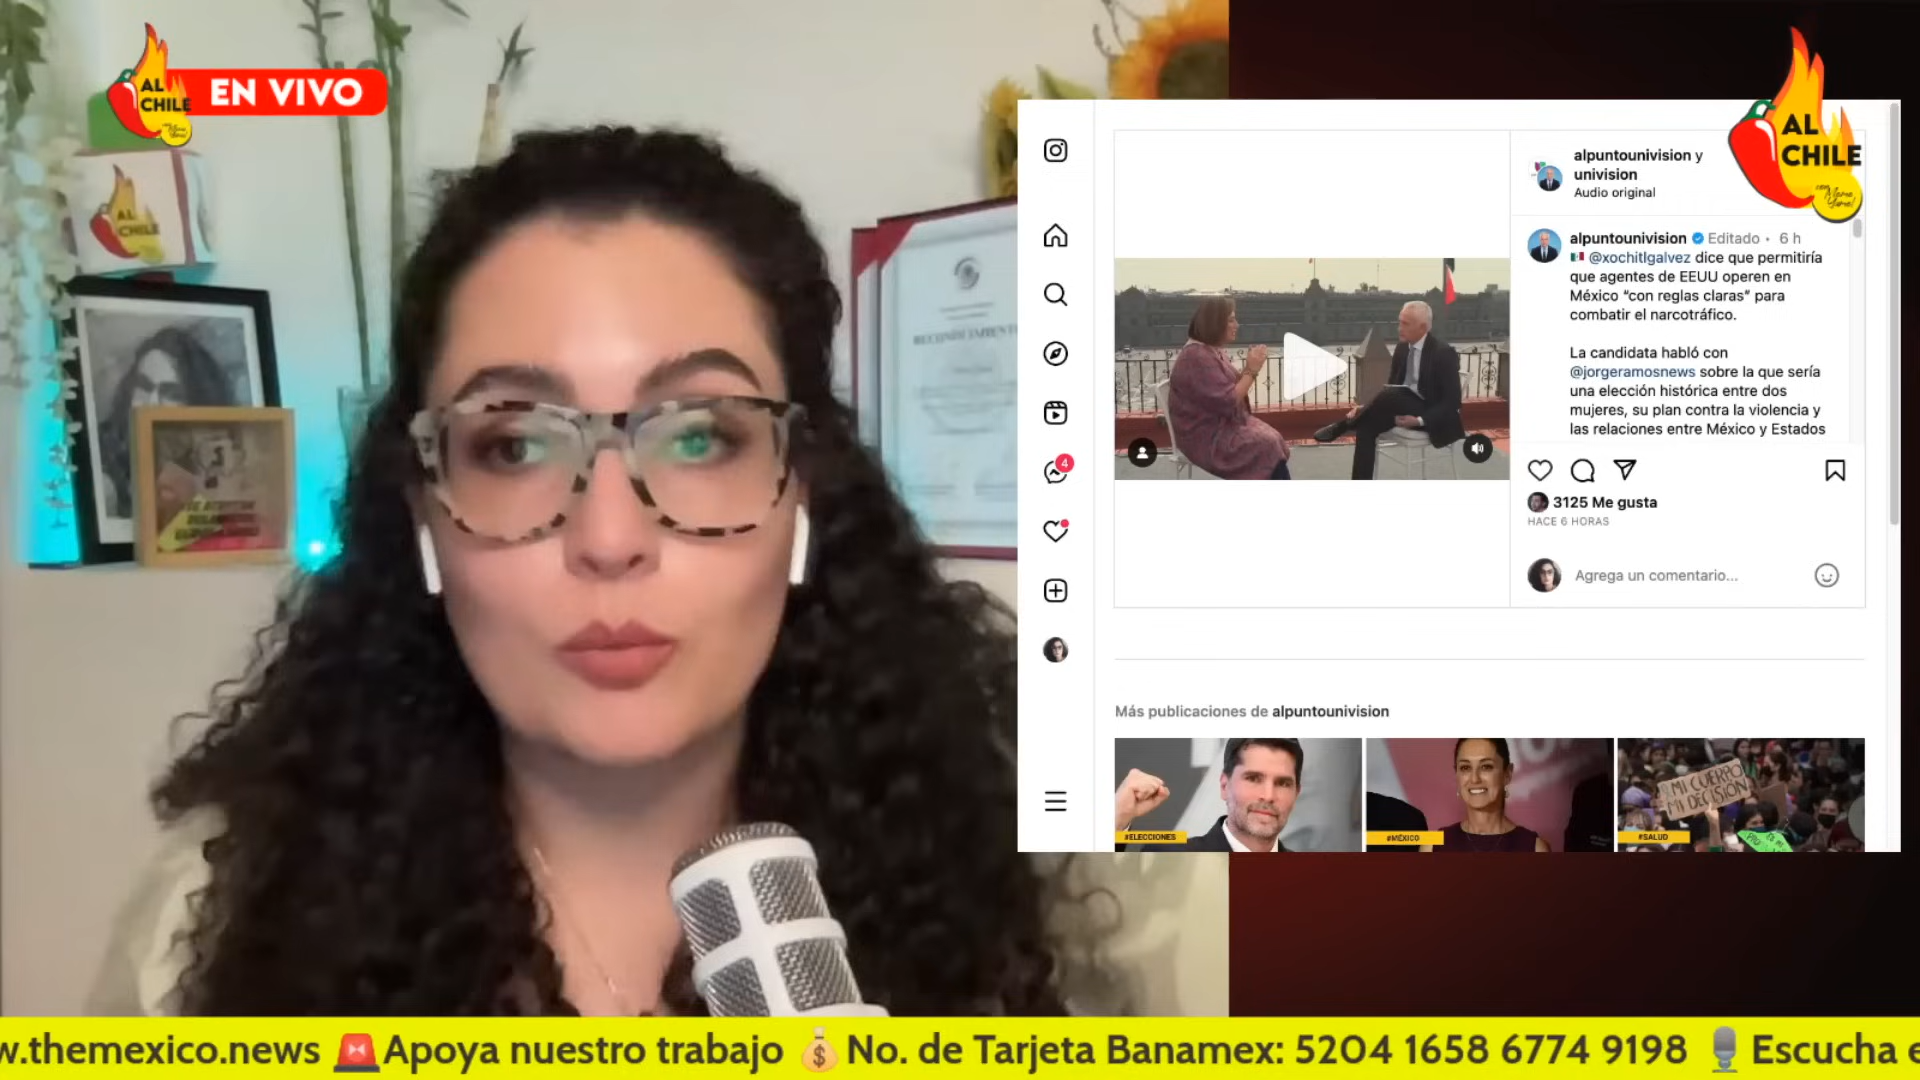 AL
CHILE
EN VIVO
AL
CHILE
RECONOCIMIENTO
alpuntounivision y
univision
Audio original
AL
CHILE
alpuntounivision Editado • 6 h
@xochitlgalvez dice que permitiría
que agentes de EEUU operen en
México “con reglas claras” para
combatir el narcotráfico.
La candidata habló con
@jorgeramosnews sobre la que sería
una elección histórica entre dos
mujeres, su plan contra la violencia y
las relaciones entre México y Estados
4
3125 Me gusta
HACE 6 HORAS
Agrega un comentario...
Más publicaciones de alpuntounivision
#ELECCIONES
#MÉXICO
MI CUERPO
MI DECISIÓN
#SALUD
w.themexico.news 🚨Apoya nuestro trabajo 💰No. de Tarjeta Banamex: 5204 1658 6774 9198 🎙️Escucha e